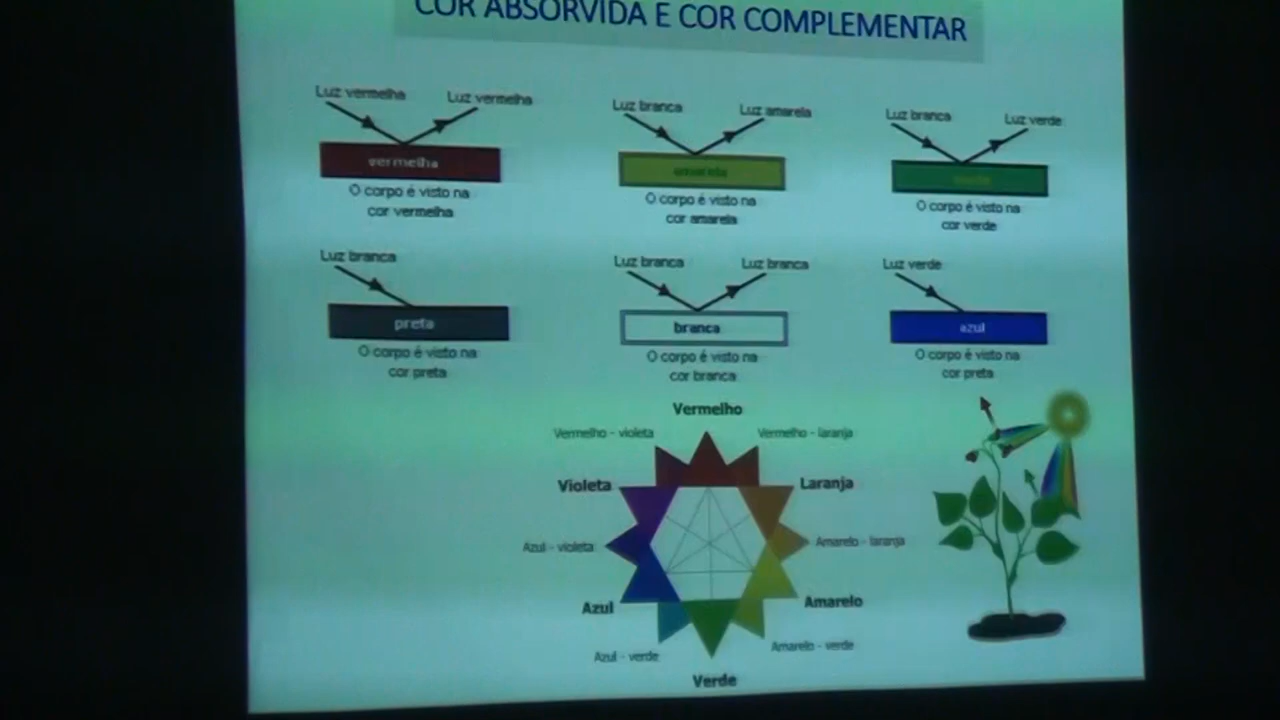 COR ABSORVIDA E COR COMPLEMENTAR
Luz vermelha
Luz vermelha
vermelha
O corpo é visto na
cor vermelha
Luz branca
Luz amarela
amarela
O corpo é visto na
cor amarela
Luz branca
Luz verde
verde
O corpo é visto na
cor verde
Luz branca
preta
O corpo é visto na
cor preta
Luz branca
Luz branca
branca
O corpo é visto na
cor branca
Luz verde
azul
O corpo é visto na
cor preta
Vermelho
Vermelho - violeta
Vermelho - laranja
Violeta
Laranja
Azul - violeta
Amarelo - laranja
Azul
Amarelo
Azul - verde
Amarelo - verde
Verde